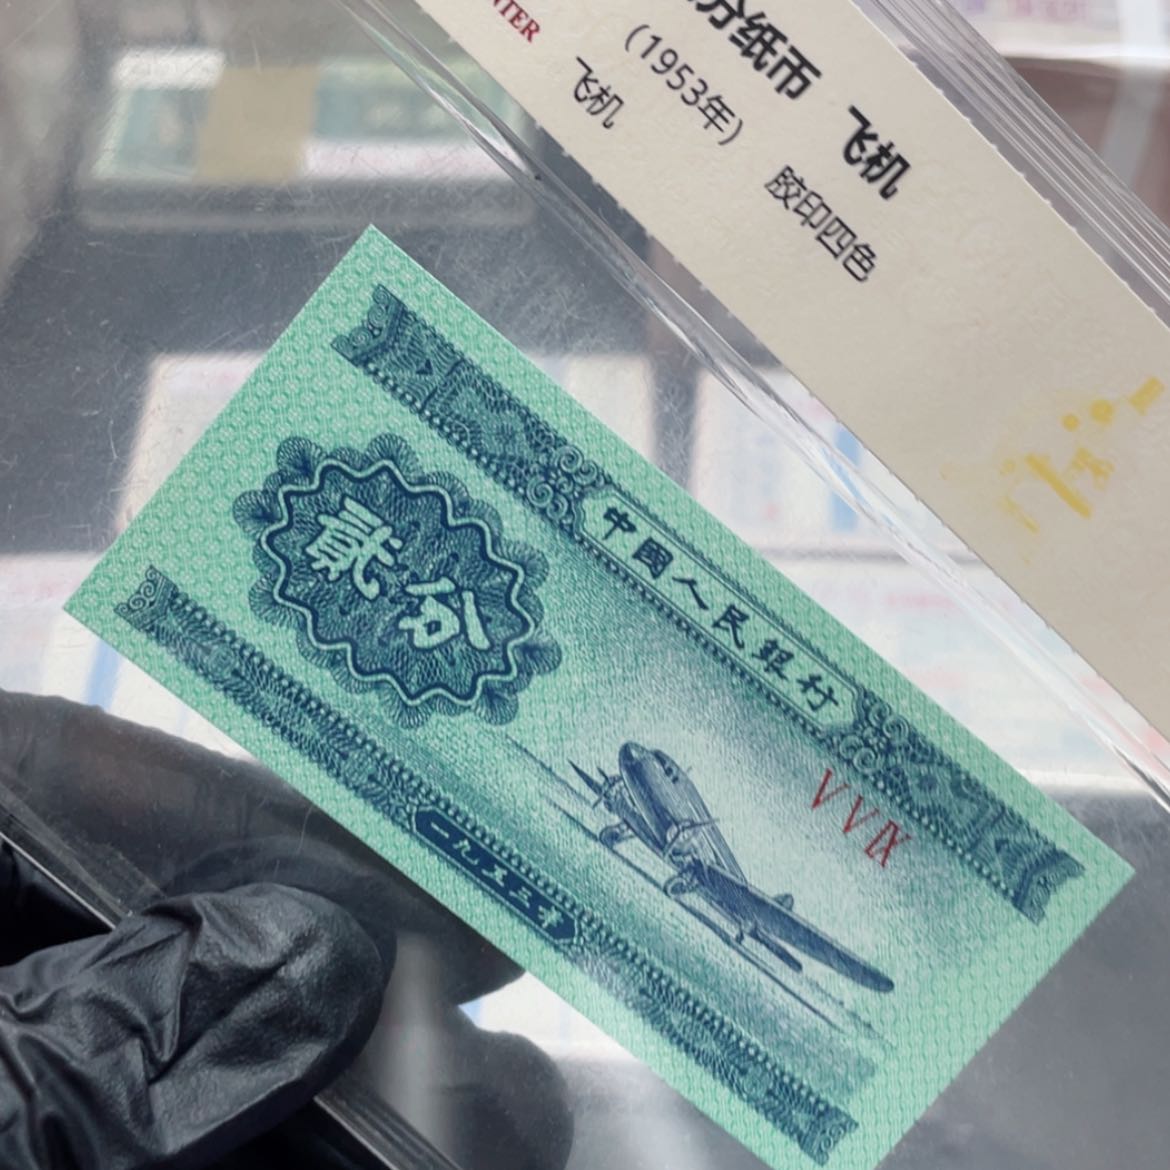 分纸币 飞机
(1953年) 胶印四色
飞机
中國人民銀行
貳分
VVIX
一九五三年